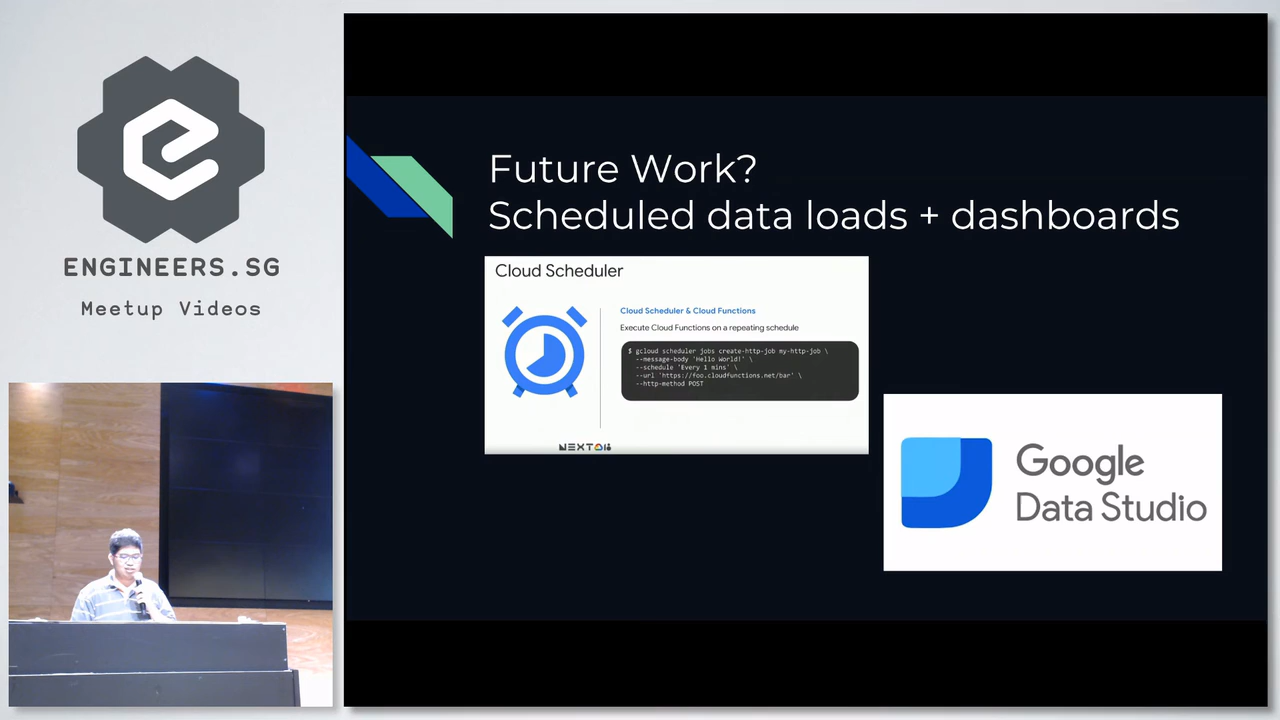 ENGINEERS.SG
Meetup Videos
Future Work?
Scheduled data loads + dashboards
Cloud Scheduler
Cloud Scheduler & Cloud Functions
Execute Cloud Functions on a repeating schedule
$ gcloud scheduler jobs create-http-job my-http-job \
--message-body 'Hello World!' \
--schedule 'Every 1 mins' \
--url 'https://foo.cloudfunctions.net/bar' \
--http-method POST
NEXT018
Google
Data Studio